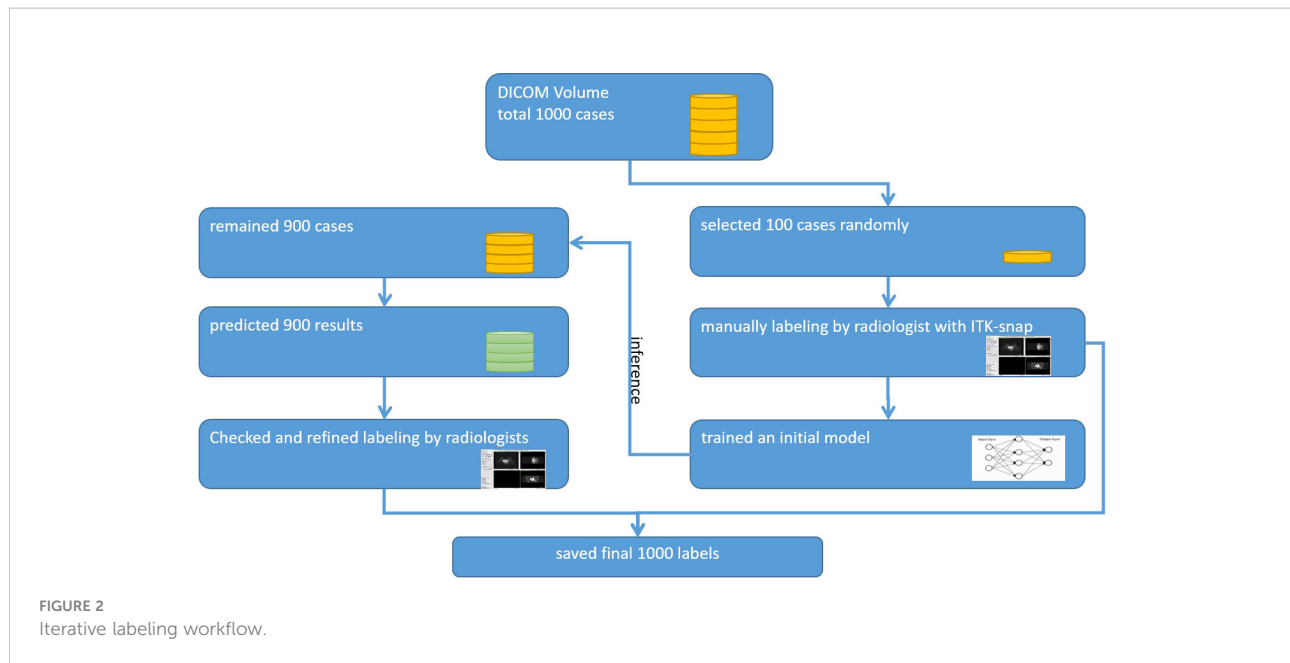 DICOM Volume
total 1000 cases
remained 900 cases
selected 100 cases randomly
predicted 900 results
manually labeling by radiologist with ITK-snap
inference
Checked and refined labeling by radiologists
trained an initial model
saved final 1000 labels
FIGURE 2
Iterative labeling workflow.